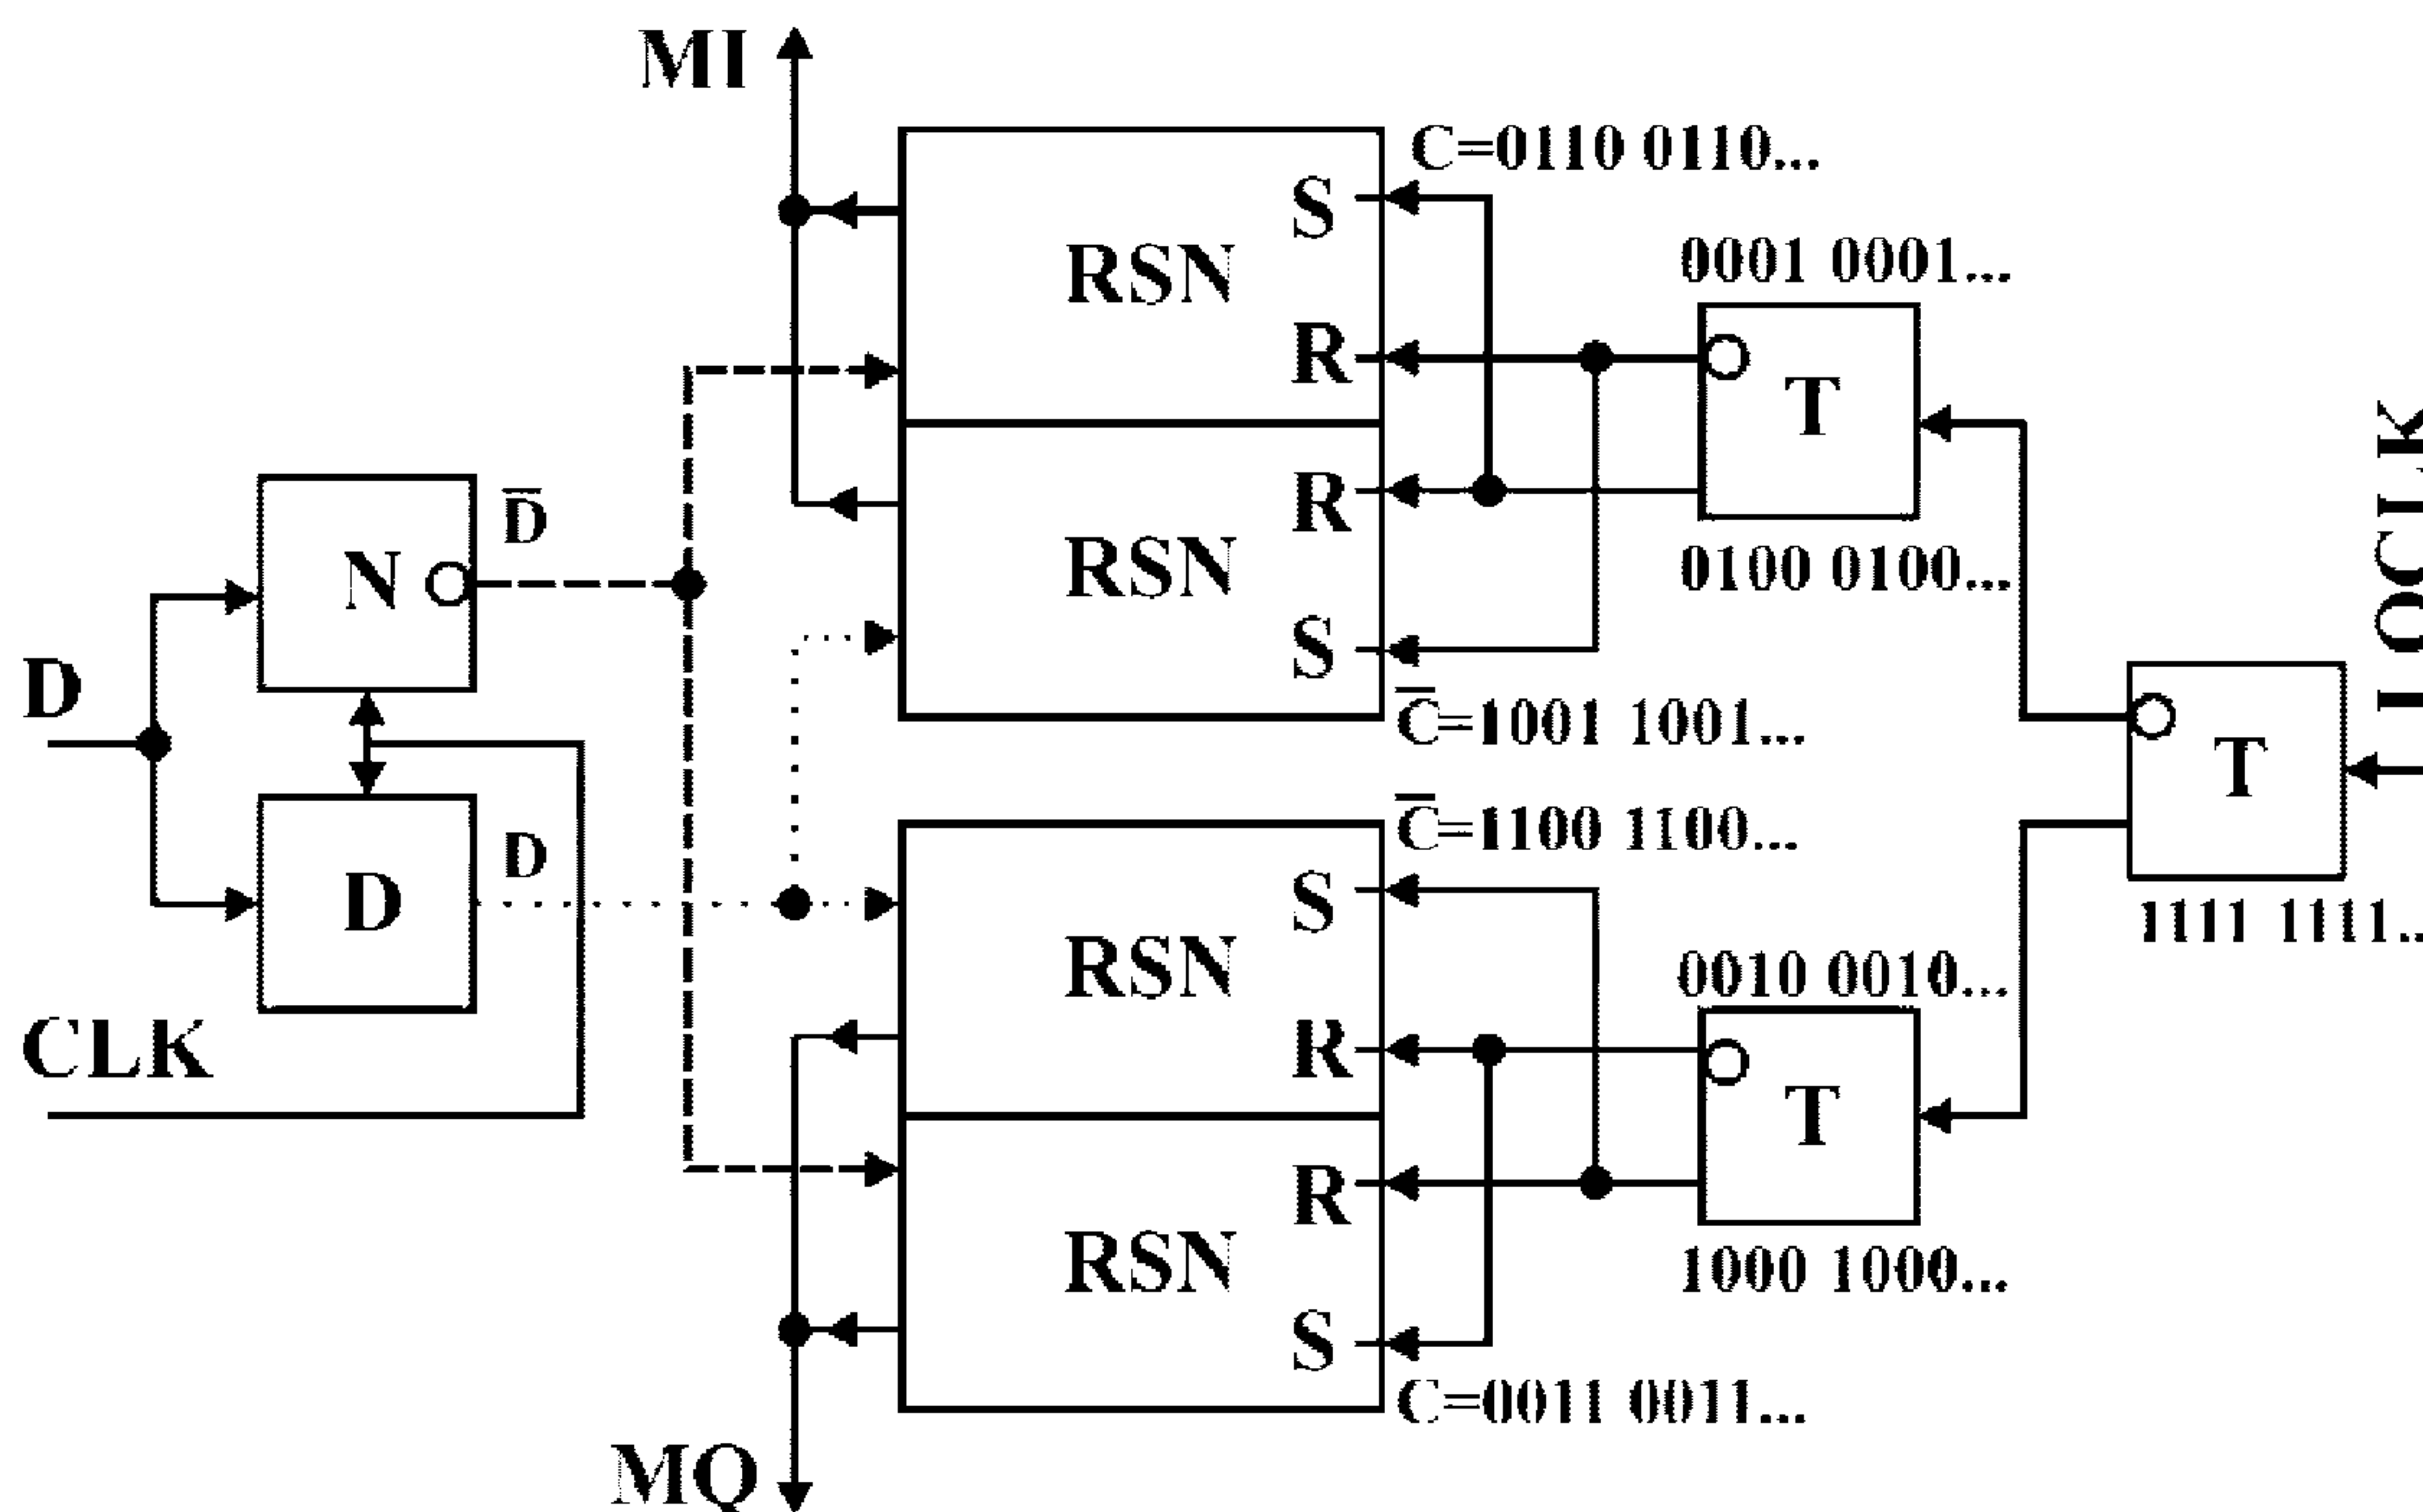 MI
C=0110 0110...
S
0001 0001...
RSN
R
T
LOCLK
R
0100 0100...
D̅
N
RSN
S
D
C̅=1001 1001...
T
C̅=1100 1100...
D
S
1111 1111...
D
RSN
0010 0010...
CLK
R
T
R
RSN
1000 1000...
S
C=0011 0011...
MQ